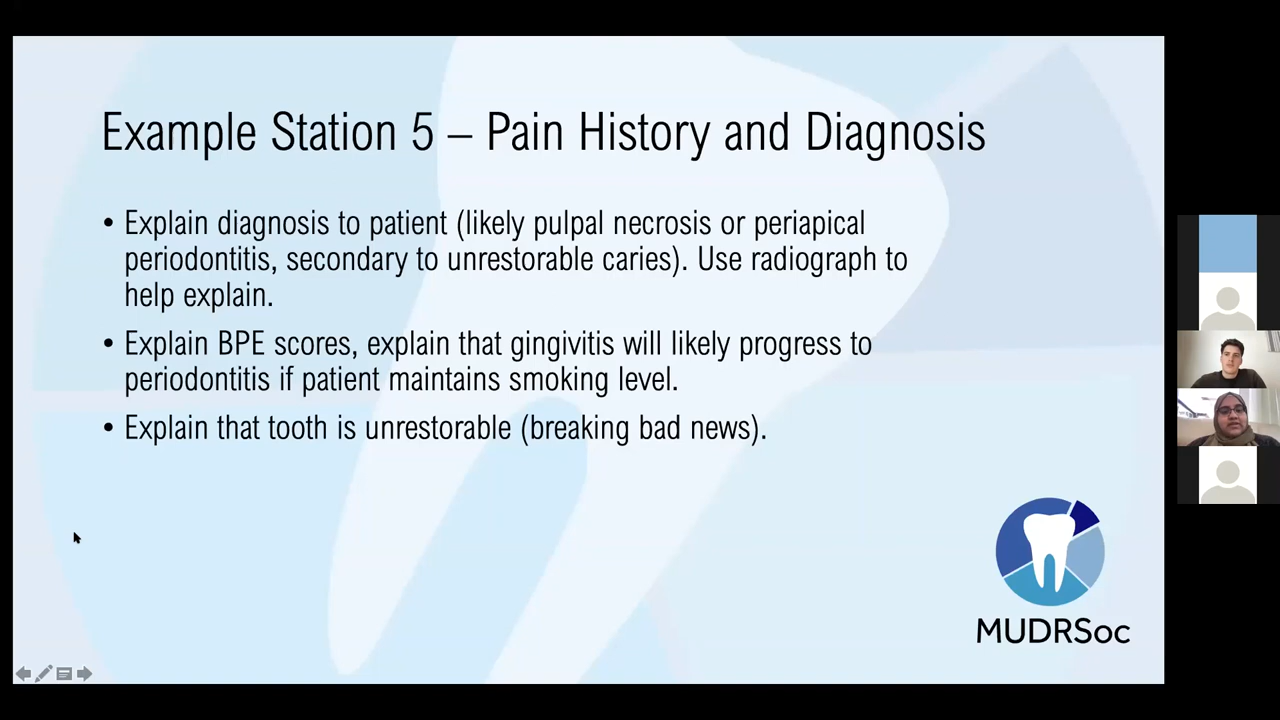 Example Station 5 – Pain History and Diagnosis
• Explain diagnosis to patient (likely pulpal necrosis or periapical
periodontitis, secondary to unrestorable caries). Use radiograph to
help explain.
• Explain BPE scores, explain that gingivitis will likely progress to
periodontitis if patient maintains smoking level.
• Explain that tooth is unrestorable (breaking bad news).
MUDRSoc